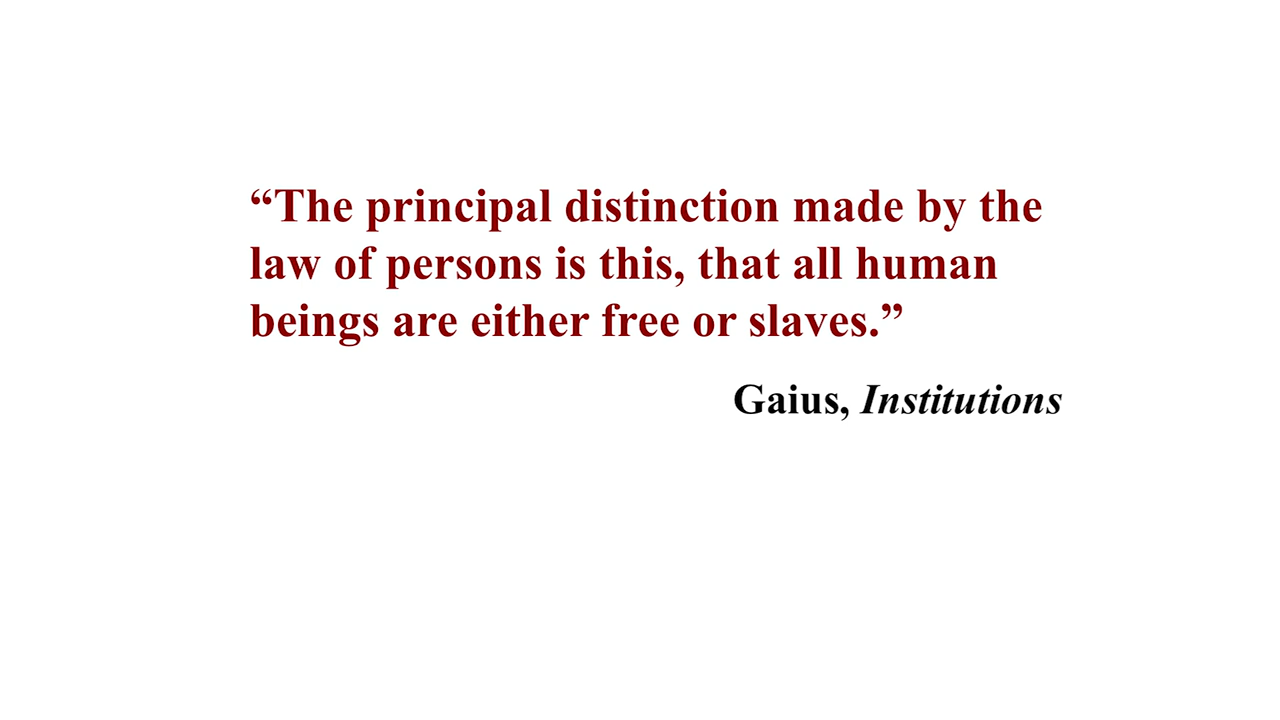 “The principal distinction made by the
law of persons is this, that all human
beings are either free or slaves.”
Gaius, Institutions